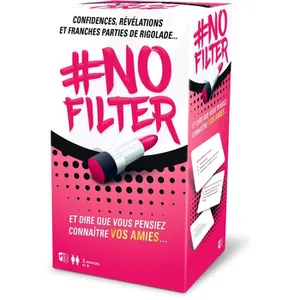 CONFIDENCES, RÉVÉLATIONS
ET FRANCHES PARTIES DE RIGOLADE...
#NO
FILTER
ET DIRE QUE VOUS PENSIEZ
CONNAÎTRE VOS AMIES...